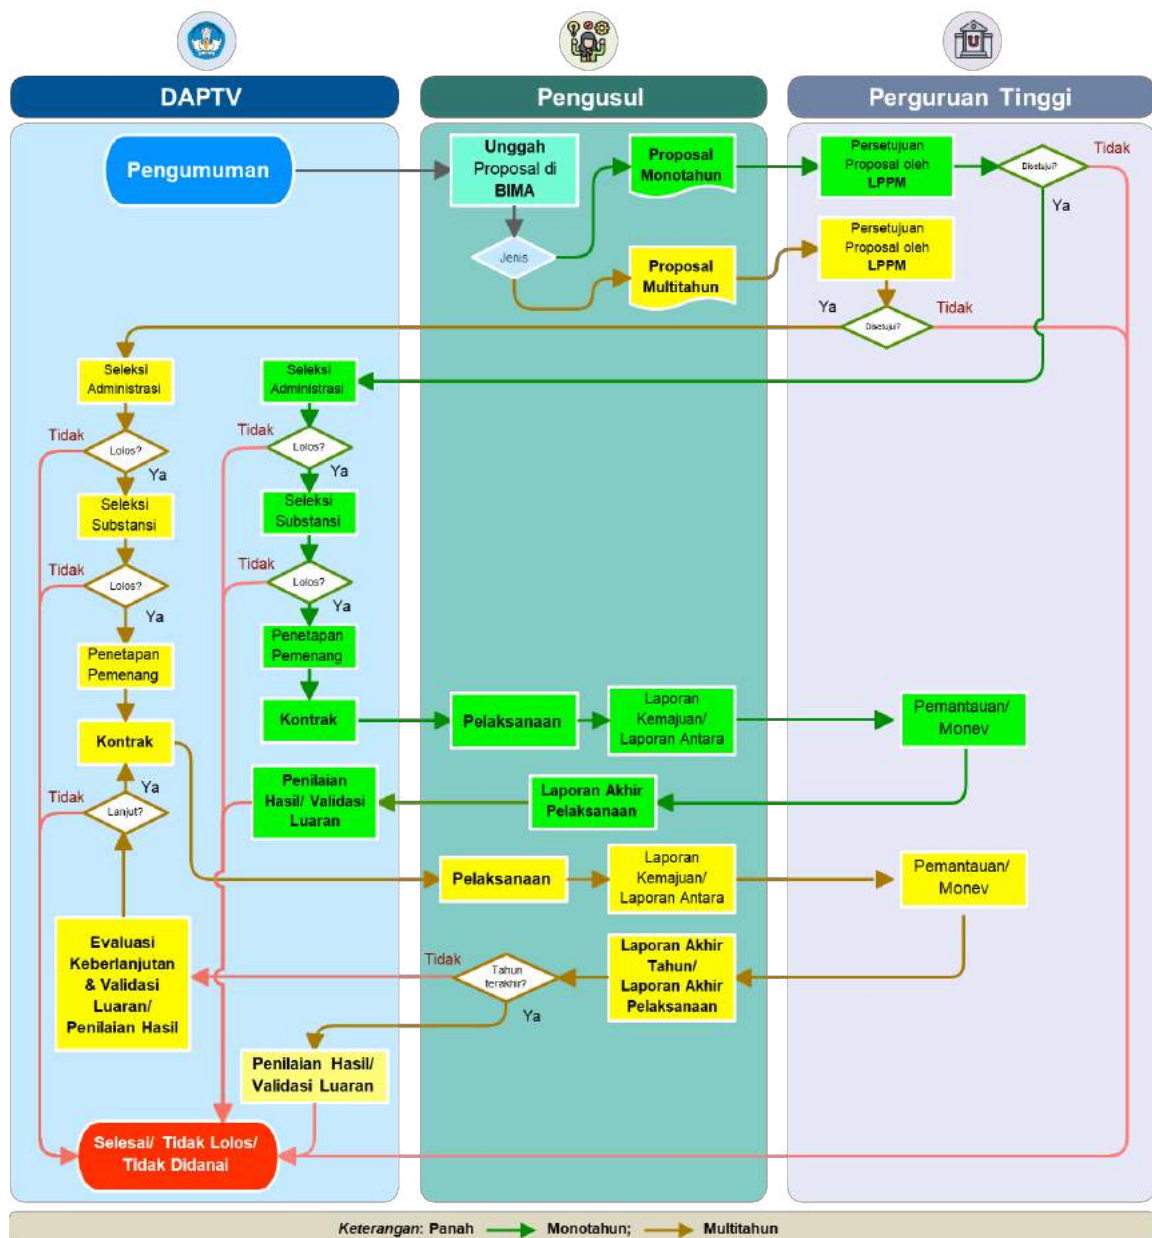 DAPTV
Pengusul
Perguruan Tinggi
Pengumuman
Unggah
Proposal di
BIMA
Jenis
Proposal
Monotahun
Proposal
Multitahun
Persetujuan
Proposal oleh
LPPM
Disetujui?
Tidak
Ya
Persetujuan
Proposal oleh
LPPM
Ya
Disetujui?
Tidak
Seleksi
Administrasi
Tidak
Lolos?
Ya
Seleksi
Substansi
Tidak
Lolos?
Ya
Penetapan
Pemenang
Kontrak
Ya
Tidak
Lanjut?
Evaluasi
Keberlanjutan
& Validasi
Luaran/
Penilaian Hasil
Seleksi
Administrasi
Tidak
Lolos?
Ya
Seleksi
Substansi
Tidak
Lolos?
Ya
Penetapan
Pemenang
Kontrak
Pelaksanaan
Laporan
Kemajuan/
Laporan Antara
Pemantauan/
Monev
Laporan Akhir
Pelaksanaan
Penilaian
Hasil/ Validasi
Luaran
Pelaksanaan
Laporan
Kemajuan/
Laporan Antara
Pemantauan/
Monev
Laporan Akhir
Tahun/
Laporan Akhir
Pelaksanaan
Tahun
terakhir?
Tidak
Ya
Penilaian Hasil/
Validasi Luaran
Selesai/ Tidak Lolos/
Tidak Didanai
Keterangan: Panah Monotahun; Multitahun